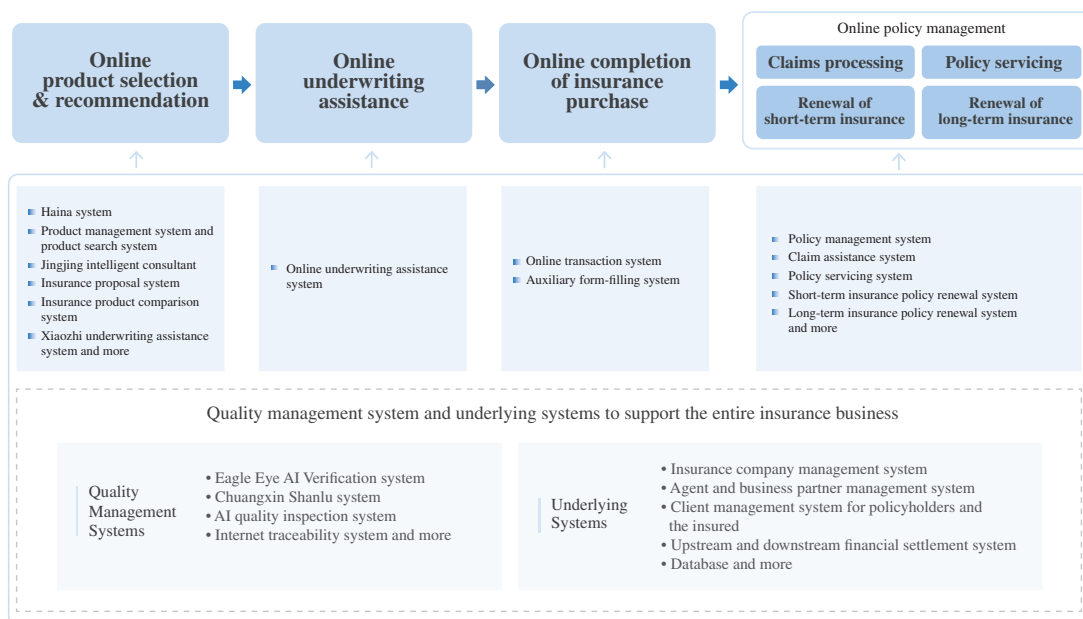 Online
product selection
& recommendation
Online
underwriting
assistance
Online completion
of insurance
purchase
Online policy management
Claims processing
Policy servicing
Renewal of
short-term insurance
Renewal of
long-term insurance
Haina system
Product management system and
product search system
Jingjing intelligent consultant
Insurance proposal system
Insurance product comparison
system
Xiaozhi underwriting assistance
system and more
Online underwriting assistance
system
Online transaction system
Auxiliary form-filling system
Policy management system
Claim assistance system
Policy servicing system
Short-term insurance policy renewal system
Long-term insurance policy renewal system
and more
Quality management system and underlying systems to support the entire insurance business
Quality
Management
Systems
• Eagle Eye AI Verification system
• Chuangxin Shanlu system
• AI quality inspection system
• Internet traceability system and more
Underlying
Systems
• Insurance company management system
• Agent and business partner management system
• Client management system for policyholders and
the insured
• Upstream and downstream financial settlement system
• Database and more